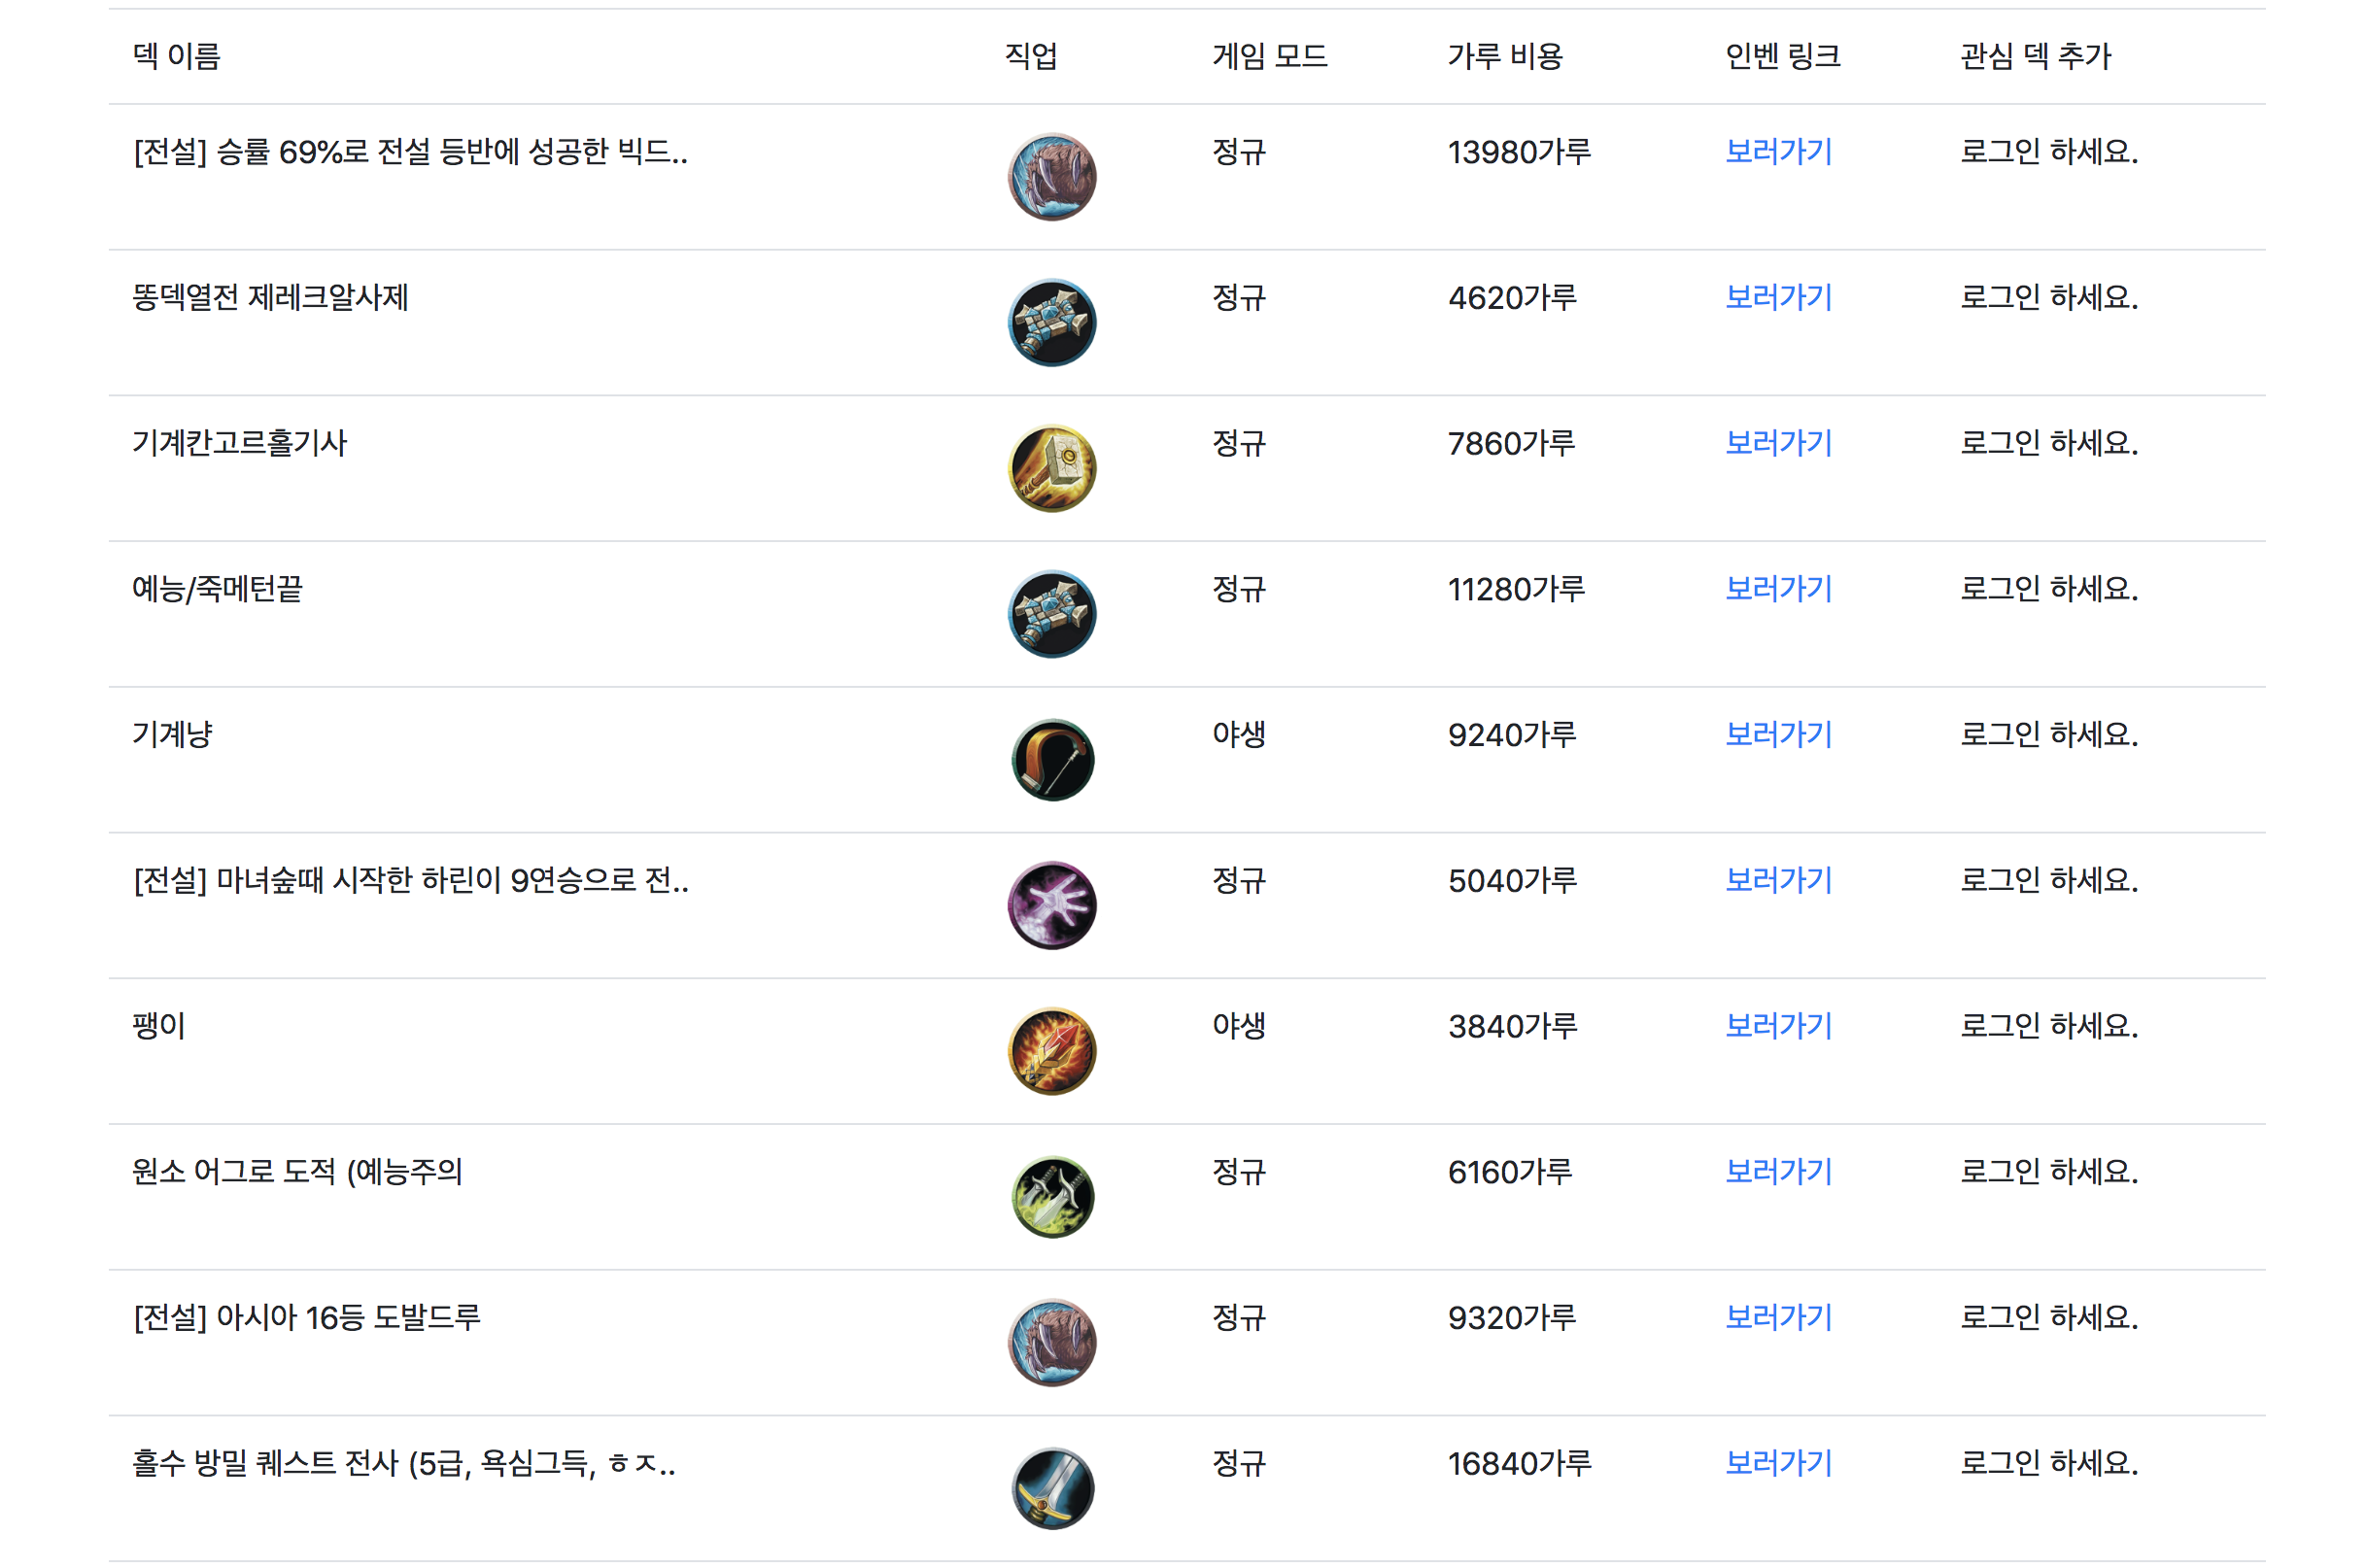 덱 이름 직업 게임 모드 가루 비용 인벤 링크 관심 덱 추가
[전설] 승률 69%로 전설 등반에 성공한 빅드.. 정규 13980가루 보러가기 로그인 하세요.
똥덱열전 제레크알사제 정규 4620가루 보러가기 로그인 하세요.
기계칸고르홀기사 정규 7860가루 보러가기 로그인 하세요.
예능/죽메턴끝 정규 11280가루 보러가기 로그인 하세요.
기계냥 야생 9240가루 보러가기 로그인 하세요.
[전설] 마녀숲때 시작한 하린이 9연승으로 전.. 정규 5040가루 보러가기 로그인 하세요.
팽이 야생 3840가루 보러가기 로그인 하세요.
원소 어그로 도적 (예능주의 정규 6160가루 보러가기 로그인 하세요.
[전설] 아시아 16등 도발드루 정규 9320가루 보러가기 로그인 하세요.
홀수 방밀 퀘스트 전사 (5급, 욕심그득, ㅎㅈ.. 정규 16840가루 보러가기 로그인 하세요.